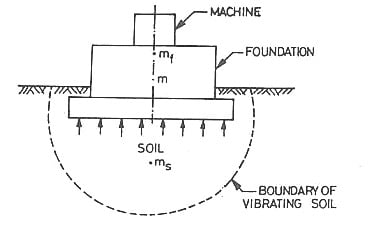 MACHINE
m_f
FOUNDATION
m
SOIL
m_s
BOUNDARY OF
VIBRATING SOIL